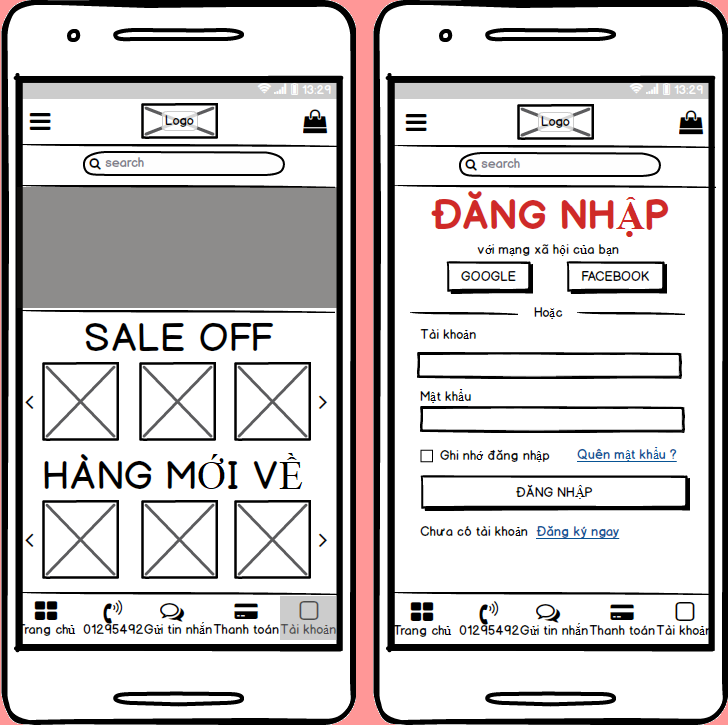 13:29
Logo
search
SALE OFF
HÀNG MỚI VỀ
Trang chủ 01295492 Gửi tin nhắn Thanh toán Tài khoản
13:29
Logo
search
ĐĂNG NHẬP
với mạng xã hội của bạn
GOOGLE FACEBOOK
Hoặc
Tài khoản
Mật khẩu
Ghi nhớ đăng nhập Quên mật khẩu ?
ĐĂNG NHẬP
Chưa có tài khoản Đăng ký ngay
Trang chủ 01295492 Gửi tin nhắn Thanh toán Tài khoản